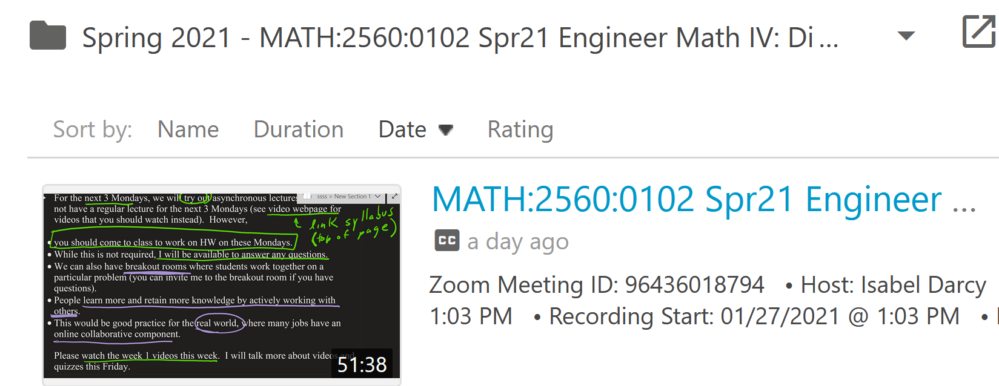 Spring 2021 - MATH:2560:0102 Spr21 Engineer Math IV: Di...
Sort by: Name Duration Date Rating
For the next 3 Mondays, we will try out asynchronous lectures
ssss > New Section 1
not have a regular lecture for the next 3 Mondays (see video webpage for
videos that you should watch instead). However,
link syllabus
(top of page)
• you should come to class to work on HW on these Mondays.
• While this is not required, I will be available to answer any questions.
• We can also have breakout rooms where students work together on a
particular problem (you can invite me to the breakout room if you have
questions).
• People learn more and retain more knowledge by actively working with
others.
• This would be good practice for the real world, where many jobs have an
online collaborative component.
Please watch the week 1 videos this week. I will talk more about videos and
quizzes this Friday.
51:38
MATH:2560:0102 Spr21 Engineer ...
CC a day ago
Zoom Meeting ID: 96436018794 • Host: Isabel Darcy
1:03 PM • Recording Start: 01/27/2021 @ 1:03 PM •